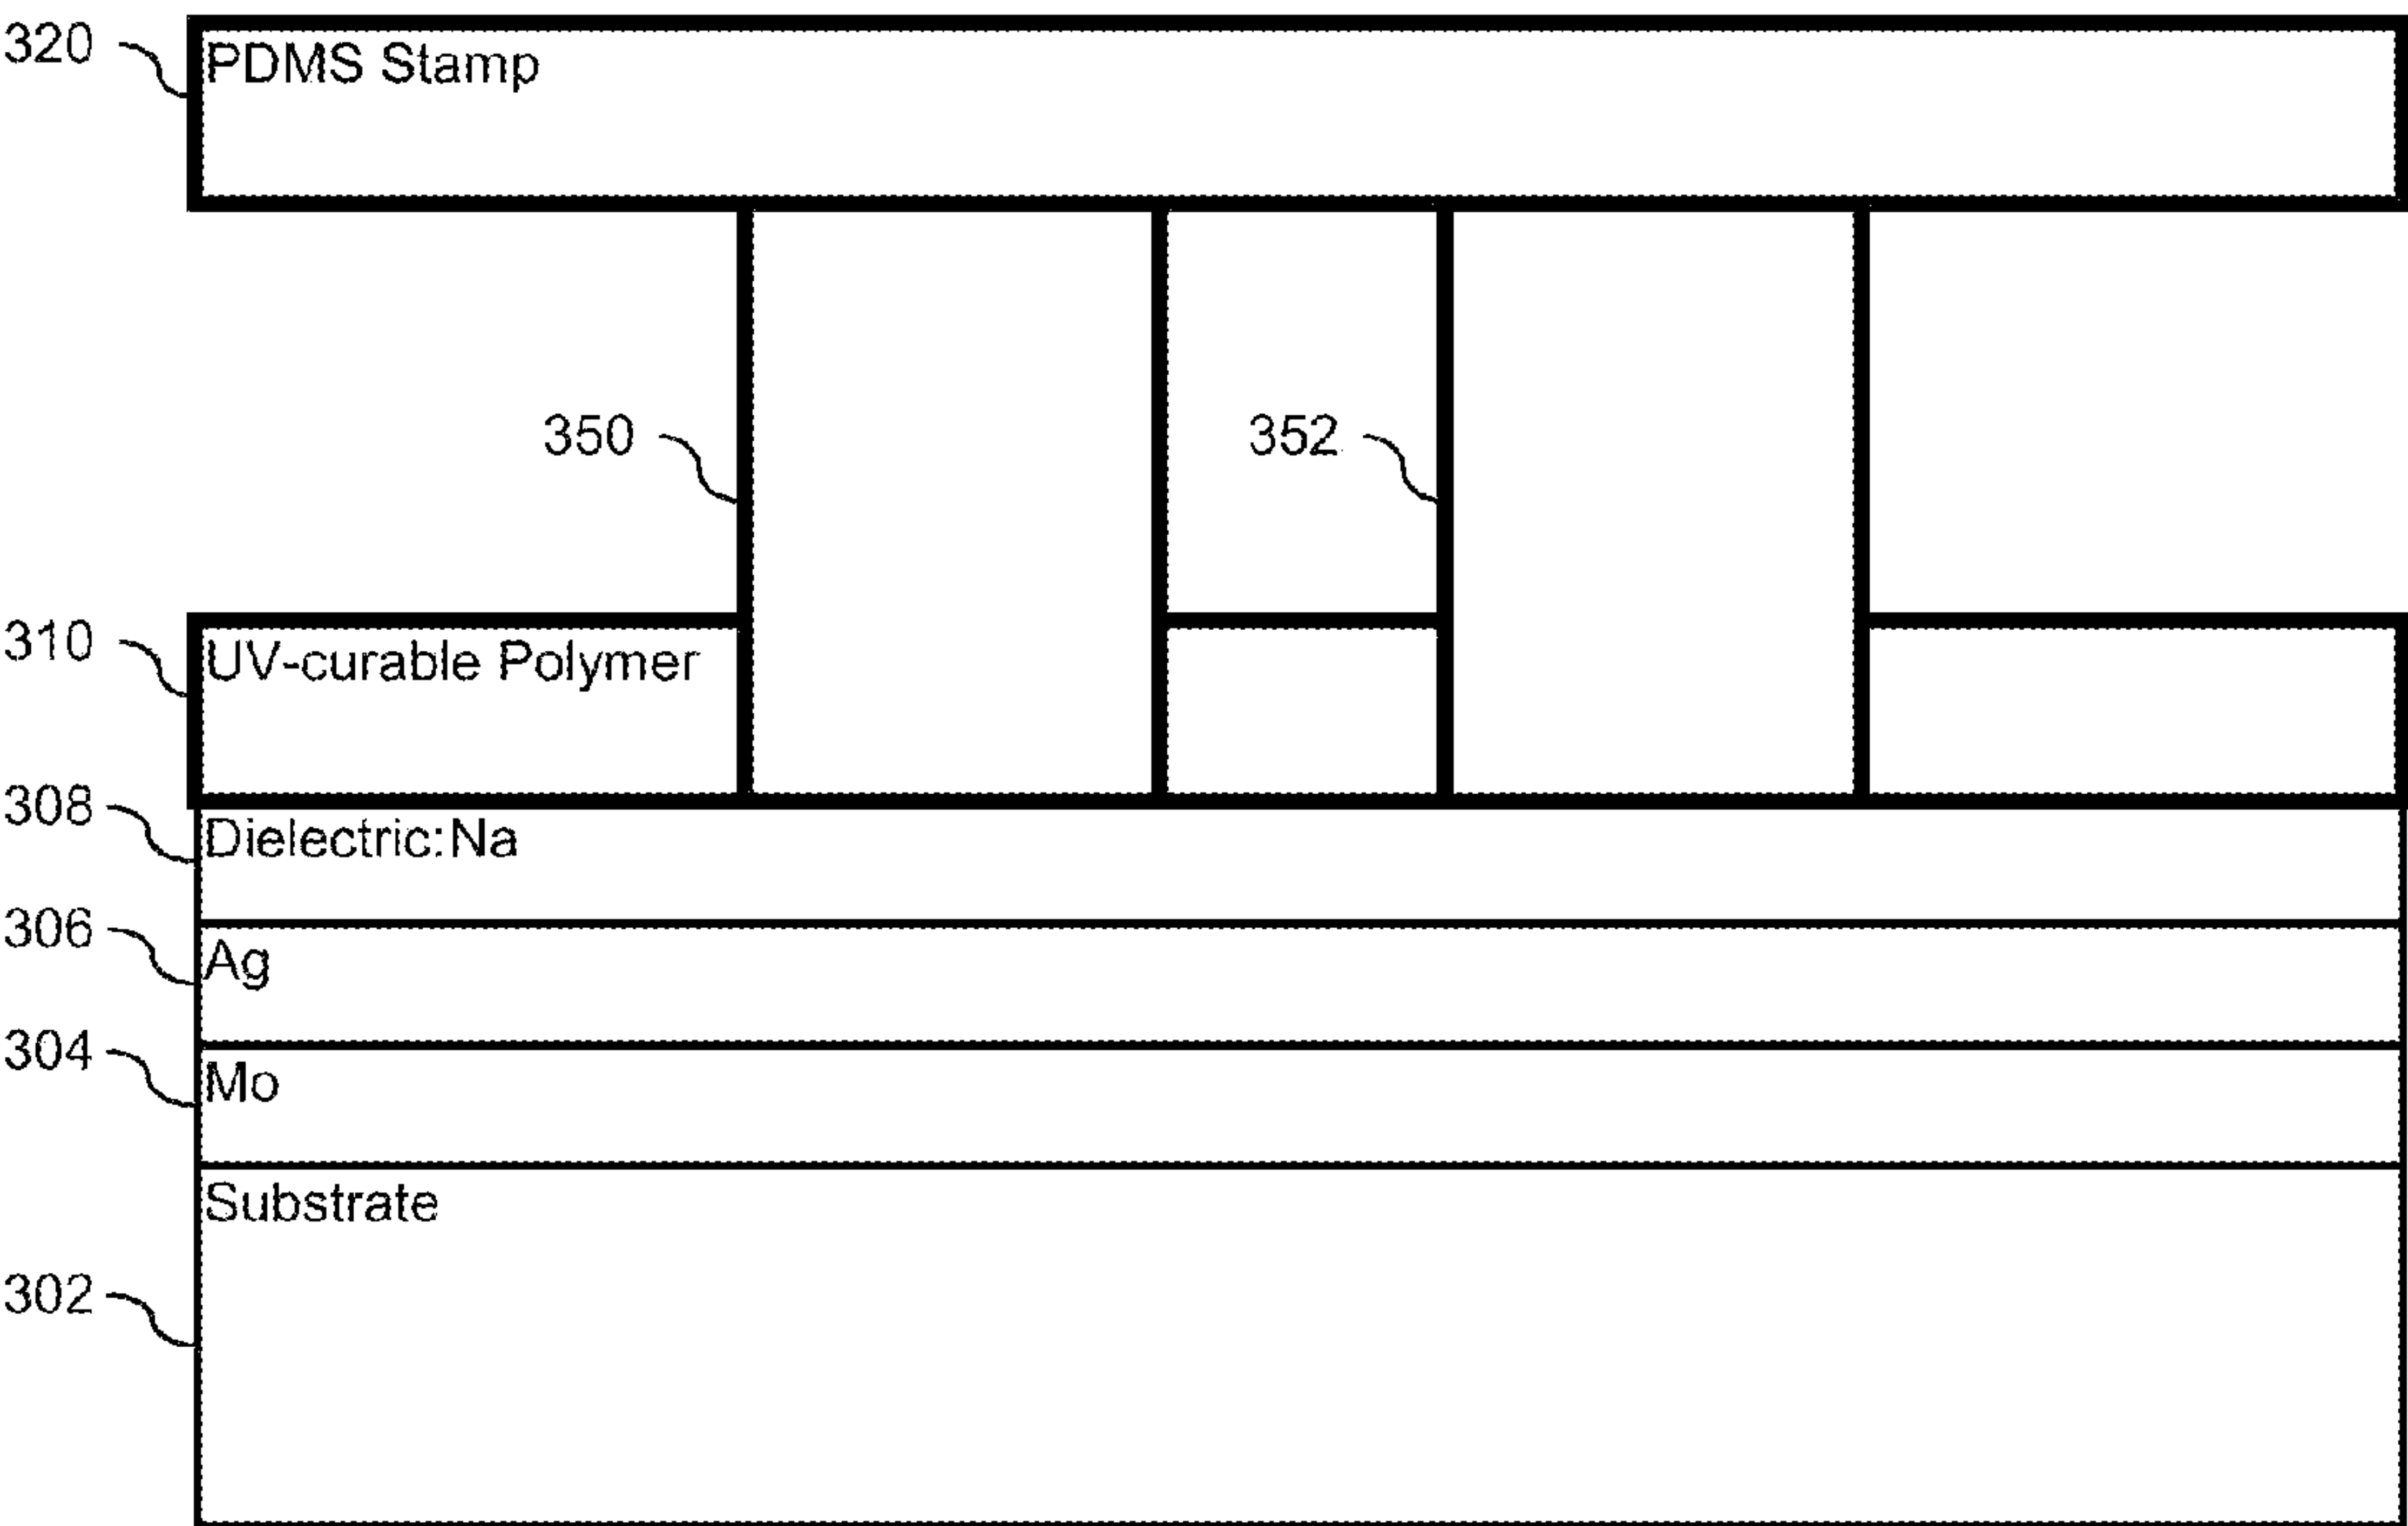 320
PDMS Stamp
350
352
310
UV-curable Polymer
308
Dielectric:Na
306
Ag
304
Mo
Substrate
302